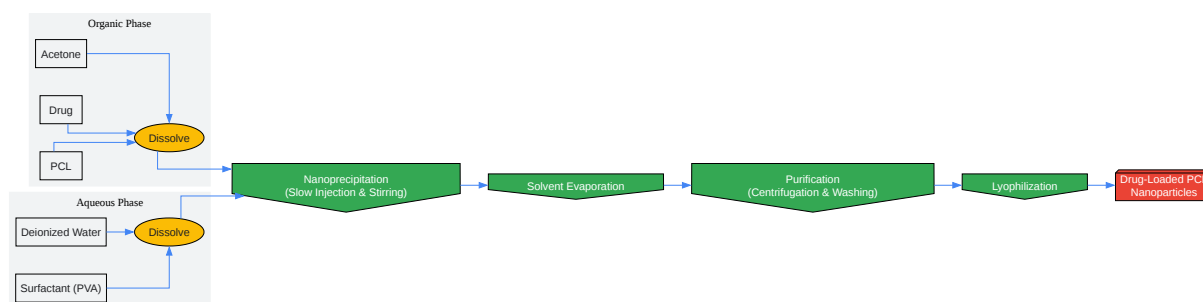 Organic Phase
Acetone
Drug
Dissolve
PCL
Nanoprecipitation
(Slow Injection & Stirring)
Solvent Evaporation
Purification
(Centrifugation & Washing)
Lyophilization
Drug-Loaded PCL
Nanoparticles
Aqueous Phase
Deionized Water
Dissolve
Surfactant (PVA)